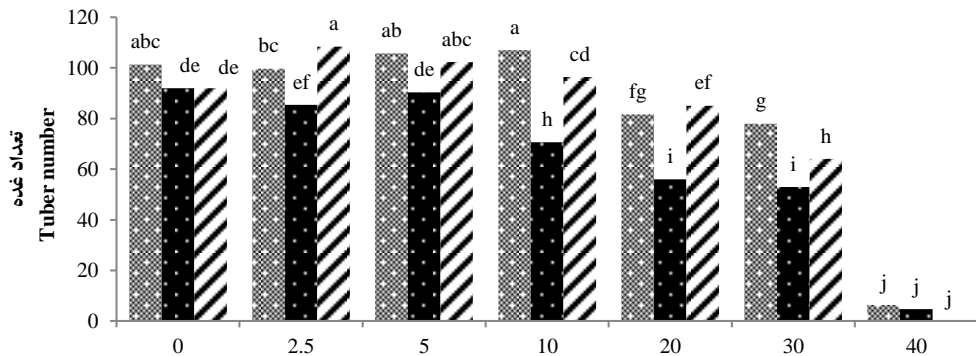 تعداد غده
Tuber number
120
100
80
60
40
20
0
abc de de
bc ef a
ab de abc
a h cd
fg i ef
g i h
j j j
0 2.5 5 10 20 30 40